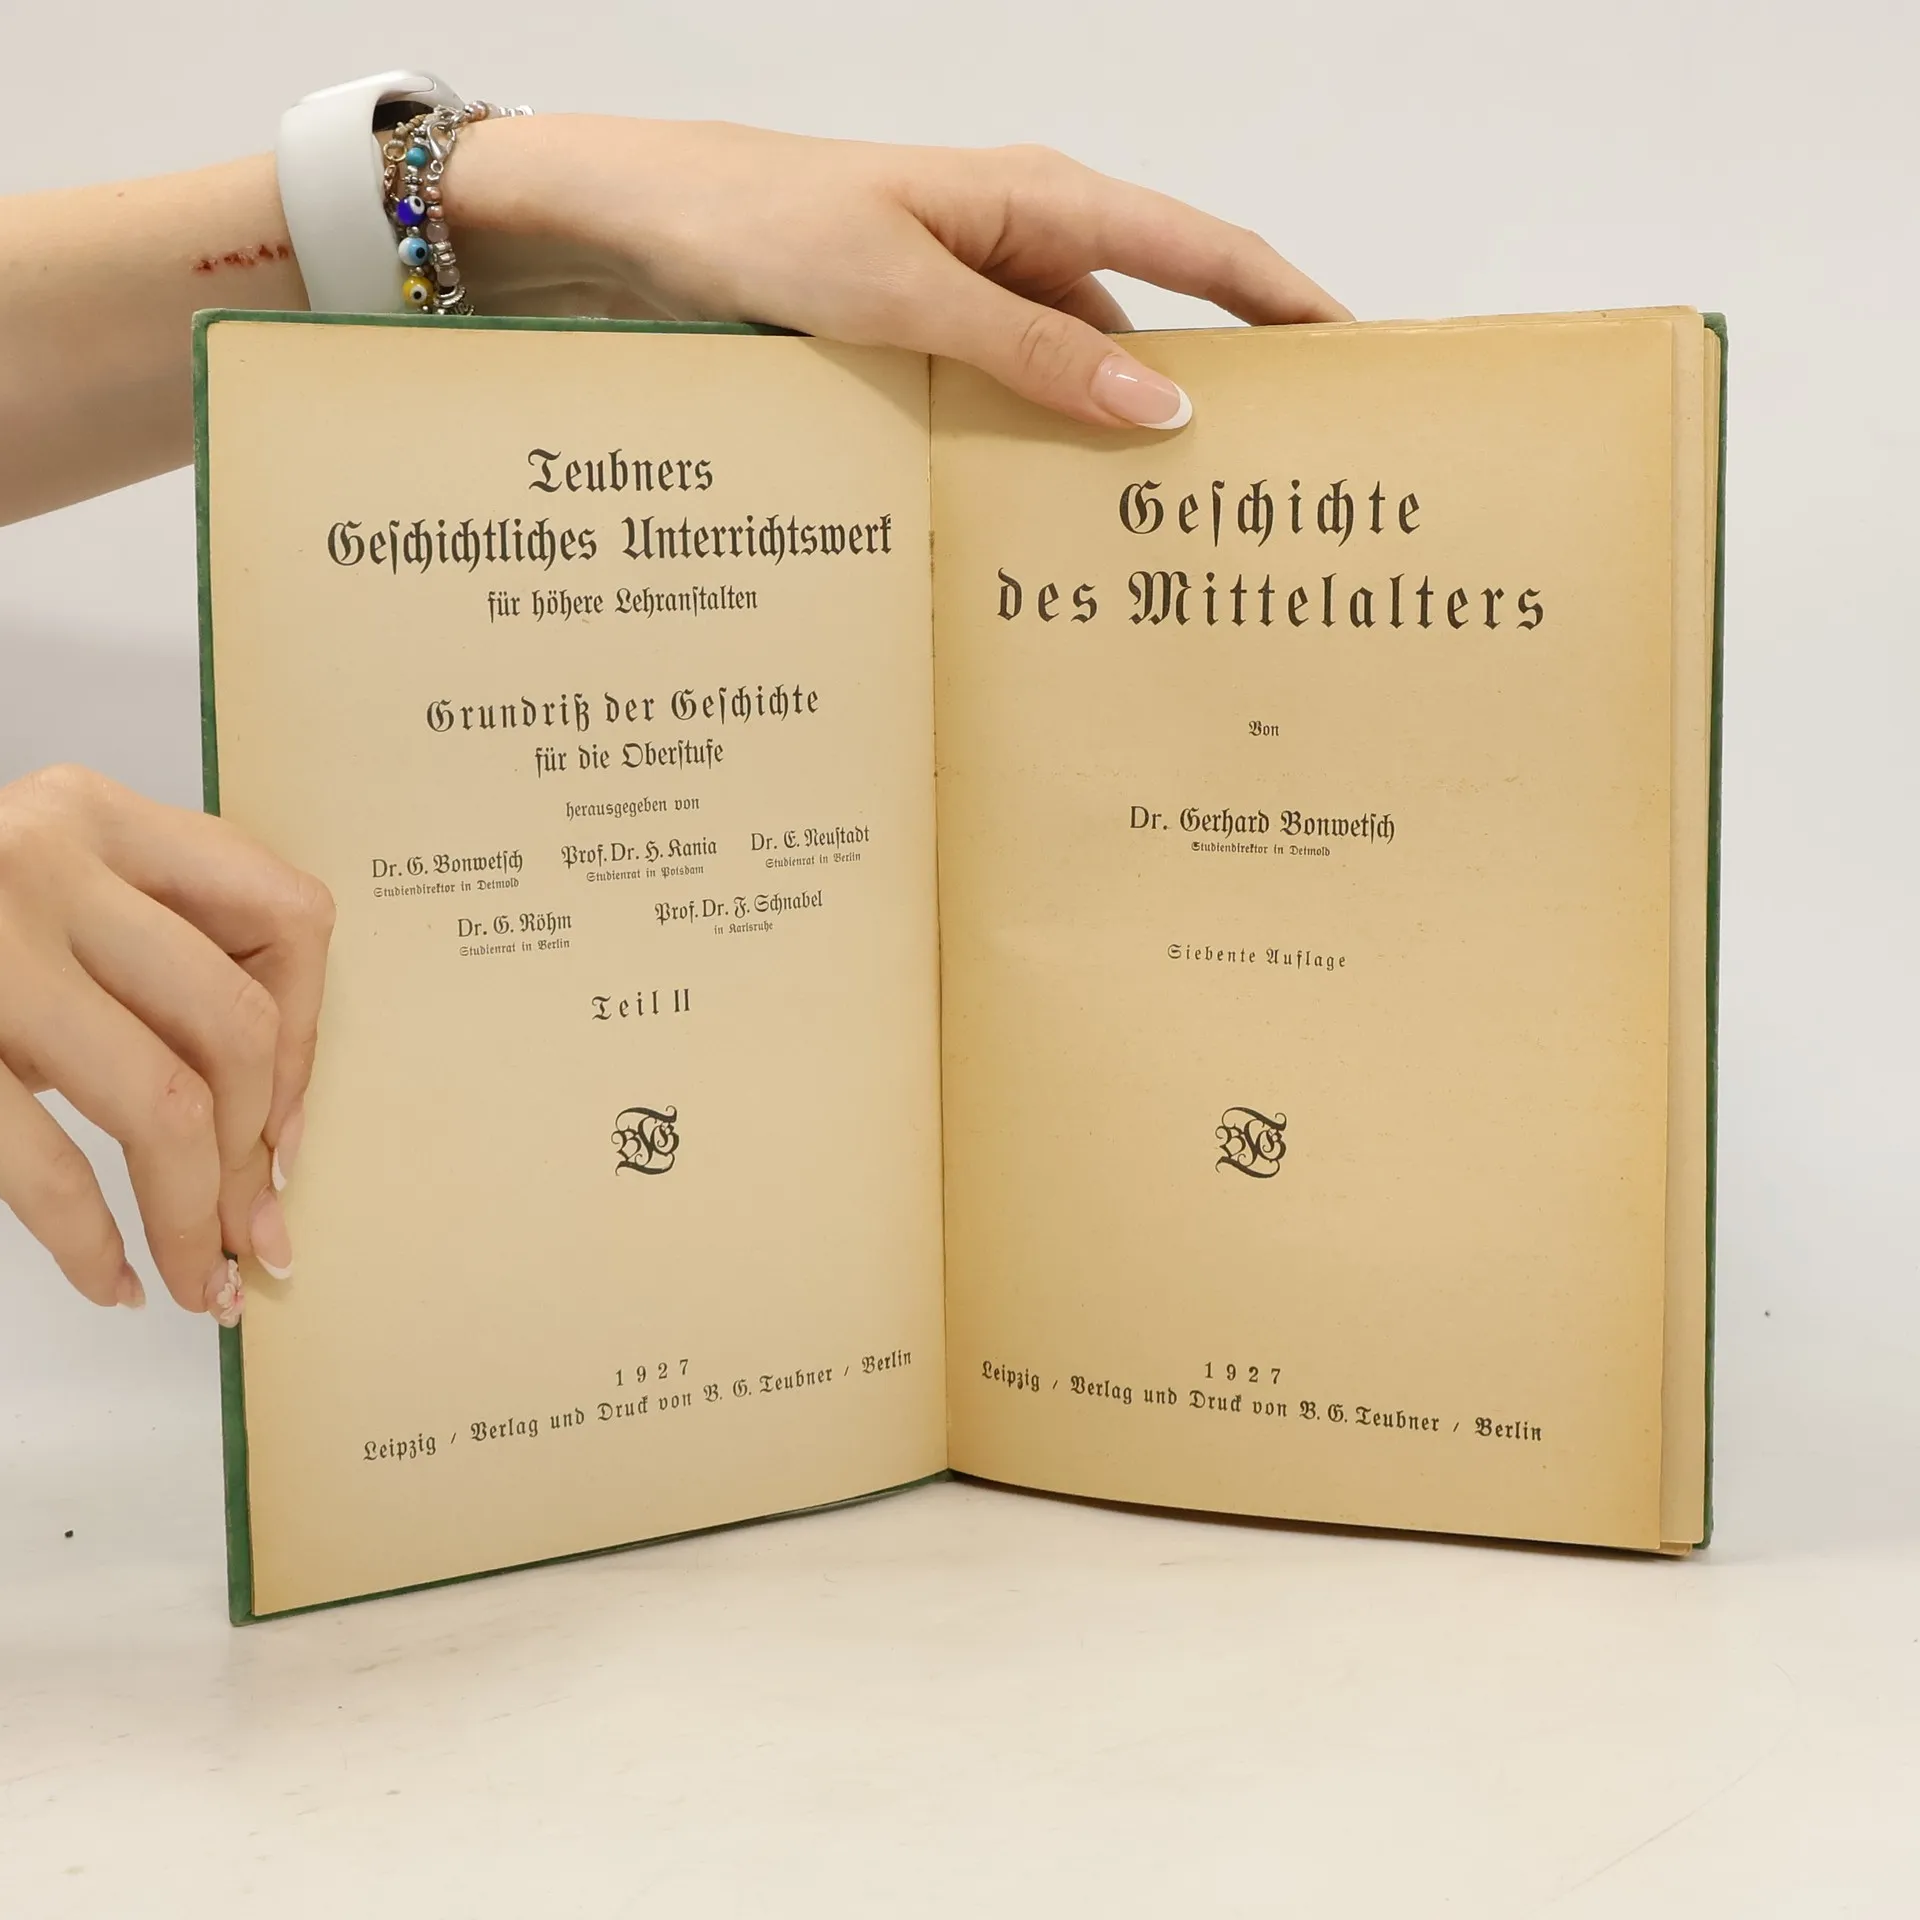 Teubners
Geſchichtliches Unterrichtswerk
für höhere Lehranſtalten
Grundriß der Geſchichte
für die Oberſtufe
herausgegeben von
Dr. G. Bonwetſch Prof. Dr. H. Kania Dr. E. Neuſtadt
Studiendirektor in Detmold Studienrat in Potsdam Studienrat in Berlin
Dr. G. Röhm Prof. Dr. F. Schnabel
Studienrat in Berlin in Karlsruhe
Teil II
BGT
1927
Leipzig / Verlag und Druck von B. G. Teubner / Berlin
Geſchichte
des Mittelalters
Von
Dr. Gerhard Bonwetſch
Studiendirektor in Detmold
Siebente Auflage
BGT
1927
Leipzig / Verlag und Druck von B. G. Teubner / Berlin